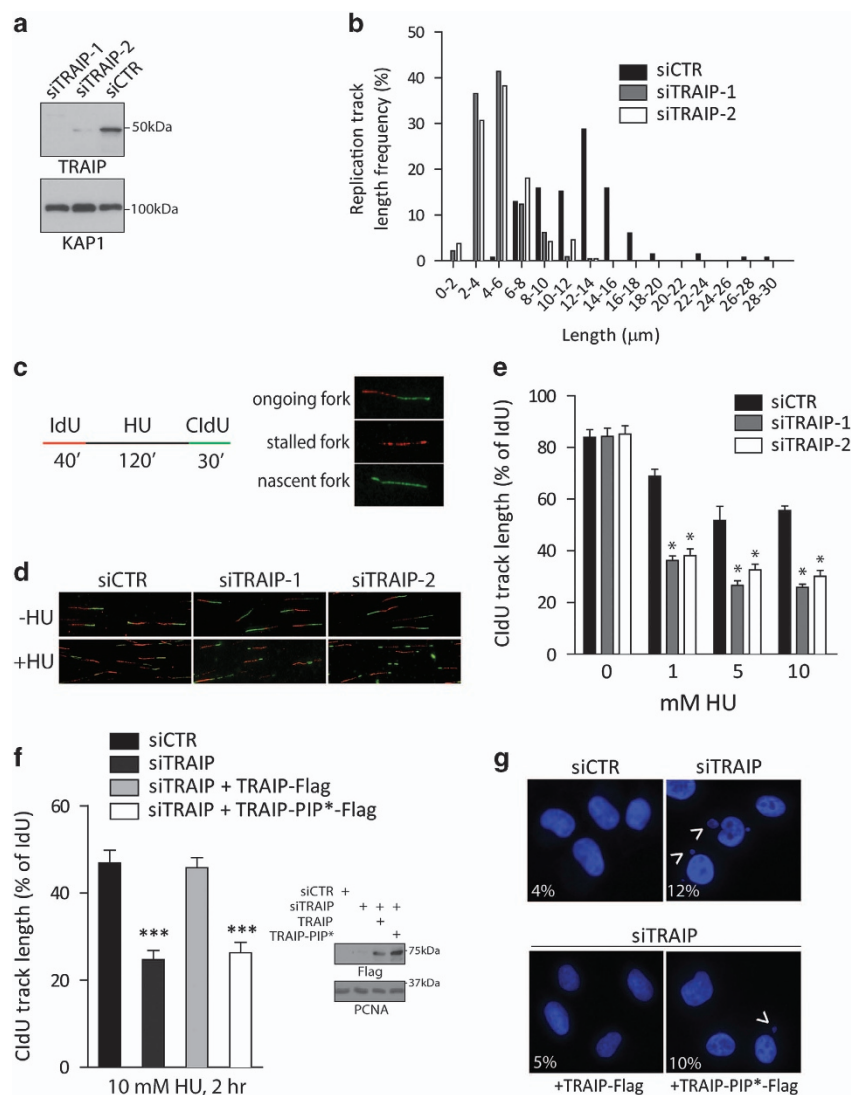 a
siTRAIP-1
siTRAIP-2
siCTR
50kDa
TRAIP
100kDa
KAP1
b
Replication track
length frequency (%)
50
40
30
20
10
0
siCTR
siTRAIP-1
siTRAIP-2
0-2
2-4
4-6
6-8
8-10
10-12
12-14
14-16
16-18
18-20
20-22
22-24
24-26
26-28
28-30
Length (μm)
c
IdU HU CldU
40′ 120′ 30′
ongoing fork
stalled fork
nascent fork
d
siCTR siTRAIP-1 siTRAIP-2
-HU
+HU
e
CldU track length (% of IdU)
100
80
60
40
20
0
siCTR
siTRAIP-1
siTRAIP-2
* *
* *
* *
0 1 5 10
mM HU
f
siCTR
siTRAIP
siTRAIP + TRAIP-Flag
siTRAIP + TRAIP-PIP*-Flag
CldU track length (% of IdU)
60
40
20
0
*** ***
10 mM HU, 2 hr
siCTR +
siTRAIP + + +
TRAIP +
TRAIP-PIP* +
75kDa
Flag
37kDa
PCNA
g
siCTR siTRAIP
4% 12%
siTRAIP
5% 10%
+TRAIP-Flag +TRAIP-PIP*-Flag